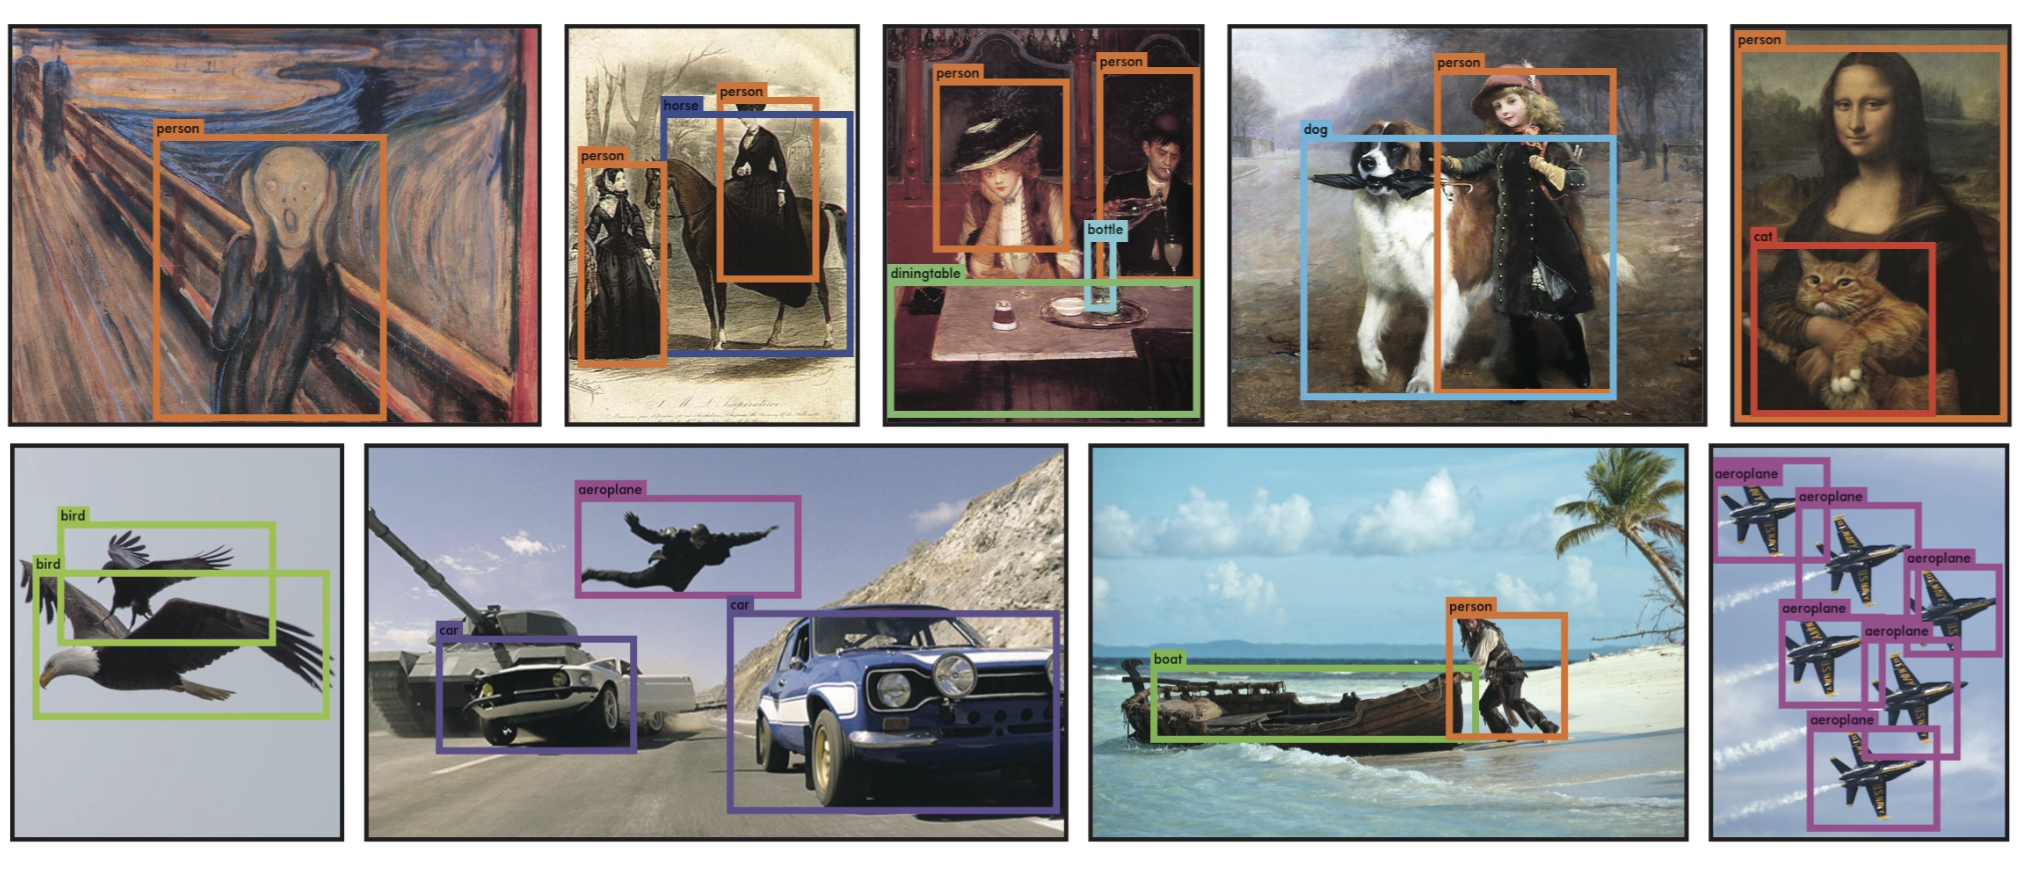 person
person
horse
person
person
person
bottle
diningtable
person
dog
person
cat
bird
bird
aeroplane
car
car
person
boat
aeroplane
aeroplane
aeroplane
aeroplane
aeroplane
aeroplane